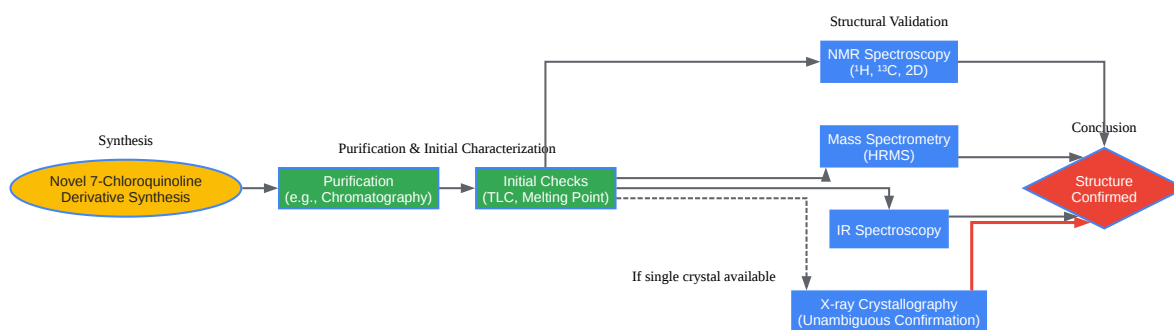 Structural Validation
NMR Spectroscopy
(¹H, ¹³C, 2D)
Synthesis
Purification & Initial Characterization
Mass Spectrometry
(HRMS)
Conclusion
Novel 7-Chloroquinoline
Derivative Synthesis
Purification
(e.g., Chromatography)
Initial Checks
(TLC, Melting Point)
Structure
Confirmed
IR Spectroscopy
If single crystal available
X-ray Crystallography
(Unambiguous Confirmation)